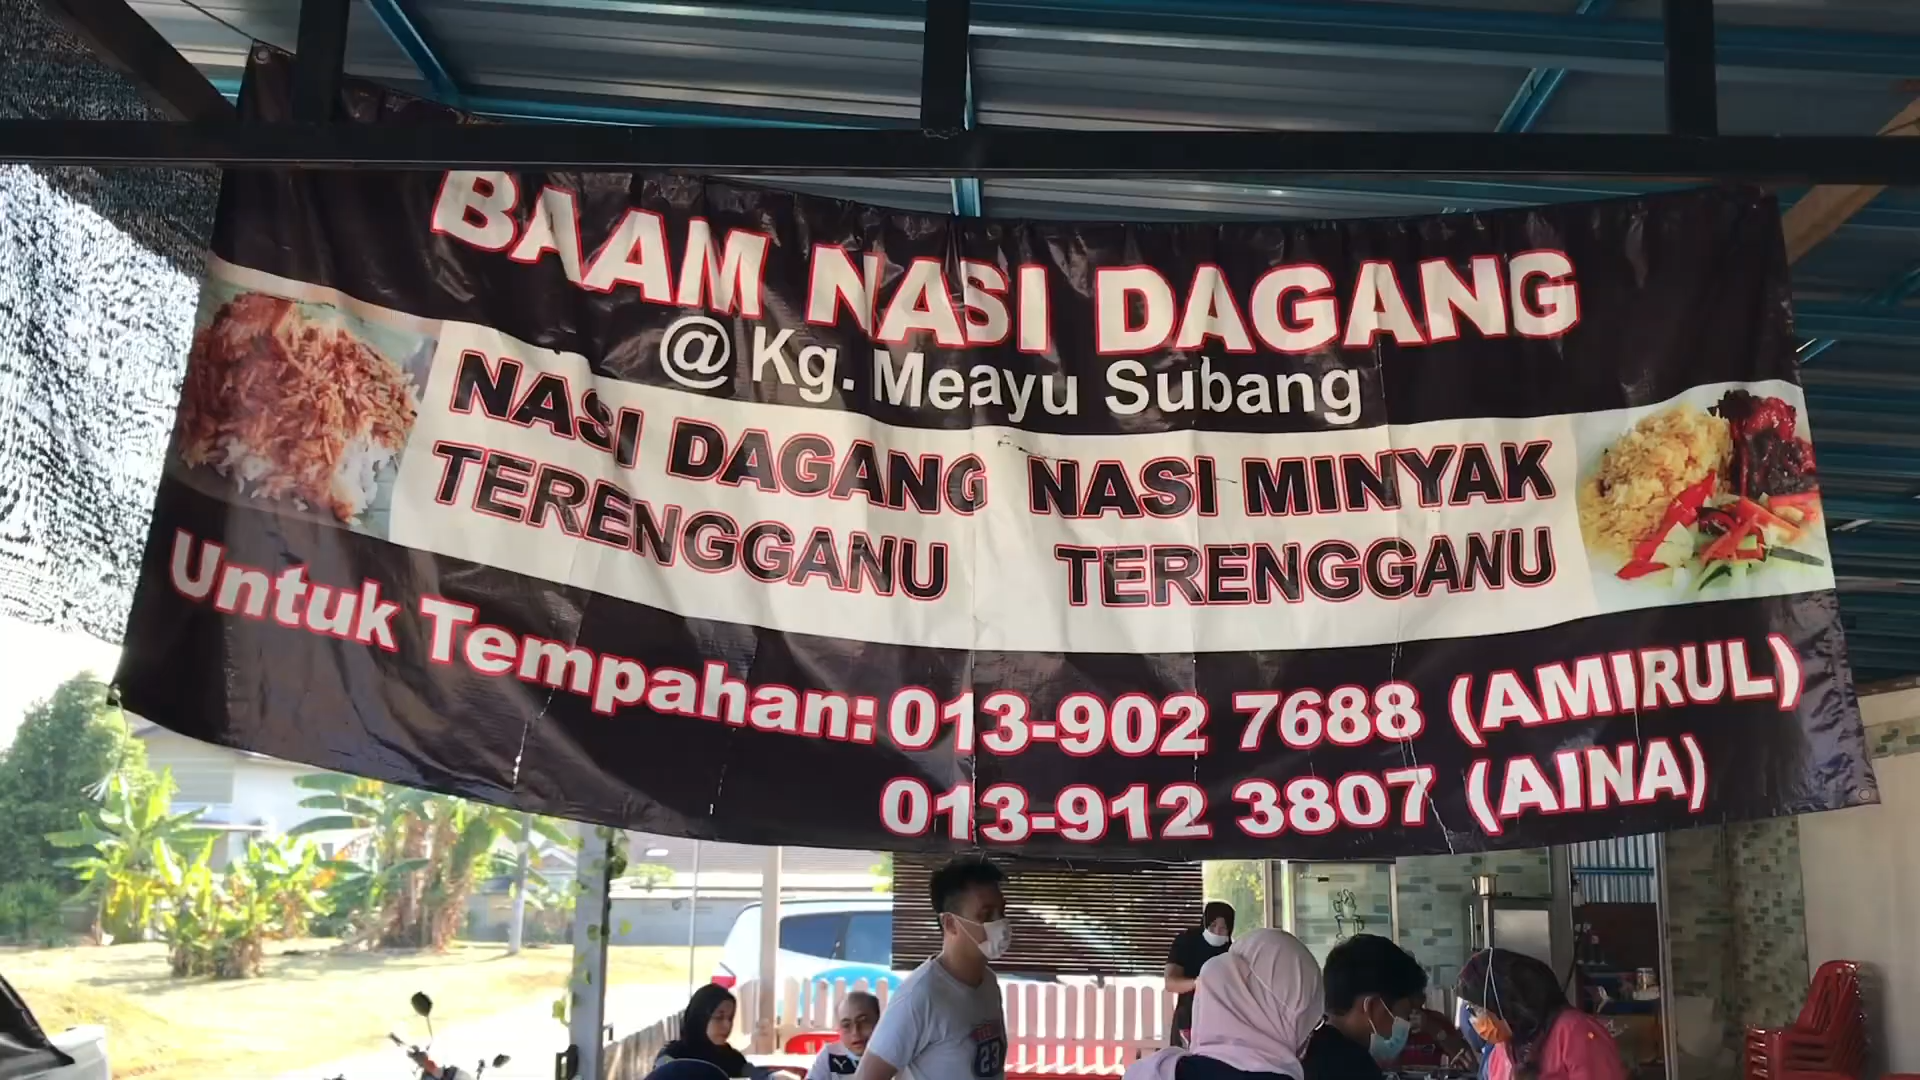 BAAM NASI DAGANG
@ Kg. Meayu Subang
NASI DAGANG
TERENGGANU
NASI MINYAK
TERENGGANU
Untuk Tempahan: 013-902 7688 (AMIRUL)
013-912 3807 (AINA)
23